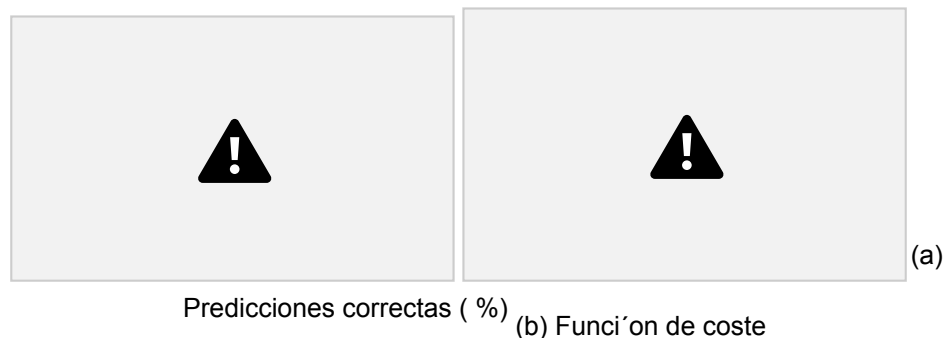 (a)
Predicciones correctas ( %)
(b) Funci´on de coste